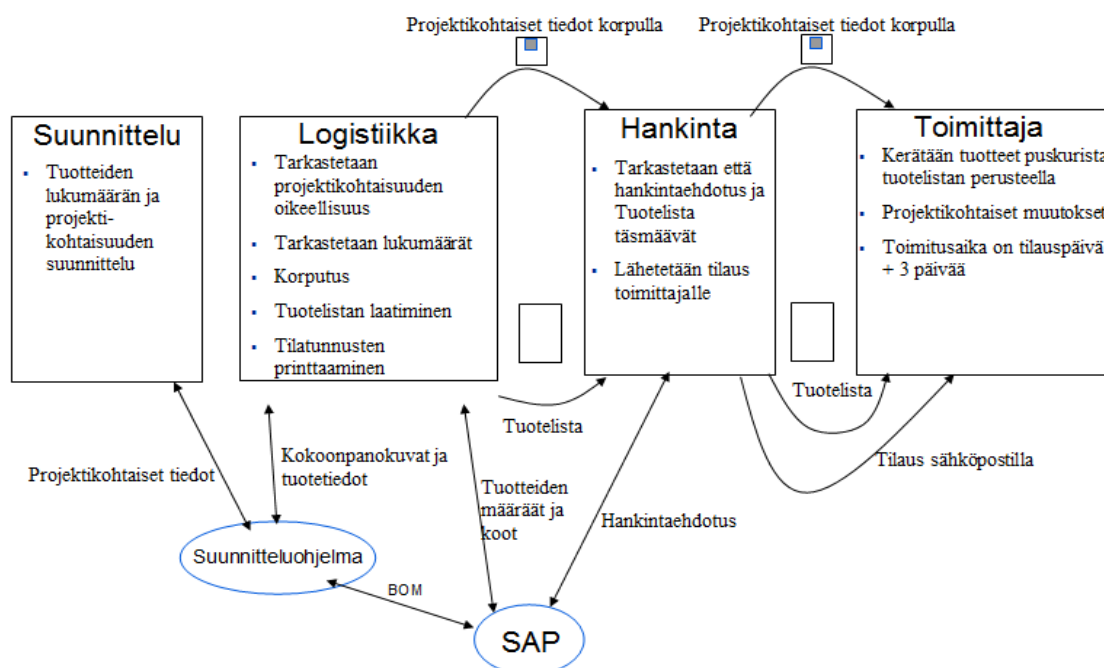 Projektikohtaiset tiedot korpulla
Projektikohtaiset tiedot korpulla
Suunnittelu
Tuotteiden
lukumäärän ja
projekti-
kohtaisuuden
suunnittelu
Logistiikka
Tarkastetaan
projektikohtaisuuden
oikeellisuus
Tarkastetaan lukumäärät
Korputus
Tuotelistan laatiminen
Tilatunnusten
printtaaminen
Hankinta
Tarkastetaan että
hankintaehdotus ja
Tuotelista
täsmäävät
Lähetetään tilaus
toimittajalle
Toimittaja
Kerätään tuotteet puskurista
tuotelistan perusteella
Projektikohtaiset muutokset
Toimitusaika on tilauspäivä
+ 3 päivää
Tuotelista
Tuotelista
Tilaus sähköpostilla
Projektikohtaiset tiedot
Kokoonpanokuvat ja
tuotetiedot
Tuotteiden
määräät ja
koot
Hankintaehdotus
Suunnitteluohjelma
BOM
SAP